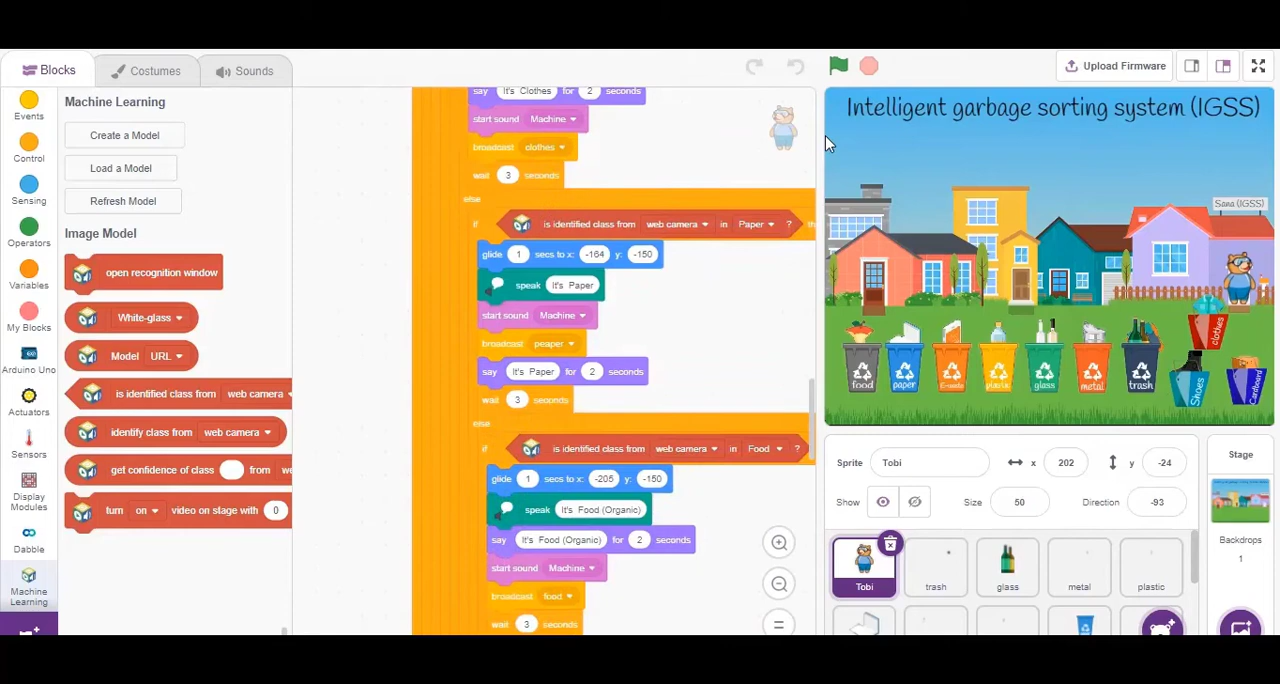 Blocks
Costumes
Sounds
Upload Firmware
Events
Control
Sensing
Operators
Variables
My Blocks
Arduino Uno
Actuators
Sensors
Display
Modules
Dabble
Machine
Learning
Machine Learning
Create a Model
Load a Model
Refresh Model
Image Model
open recognition window
White-glass
Model URL
is identified class from web camera
identify class from web camera
get confidence of class from we
turn on video on stage with 0
say It's Clothes for 2 seconds
start sound Machine
broadcast clothes
wait 3 seconds
else
if is identified class from web camera in Paper ? th
glide 1 secs to x: -164 y: -150
speak It's Paper
start sound Machine
broadcast peaper
say It's Paper for 2 seconds
wait 3 seconds
else
if is identified class from web camera in Food ?
glide 1 secs to x: -205 y: -150
speak It's Food (Organic)
say It's Food (Organic) for 2 seconds
start sound Machine
broadcast food
wait 3 seconds
Intelligent garbage sorting system (IGSS)
Sana (IGSS)
clothes
food
paper
E-waste
plastic
glass
metal
trash
Shoes
Cardboard
Sprite Tobi x 202 y -24
Show Size 50 Direction -93
Tobi
trash
glass
metal
plastic
Stage
Backdrops
1